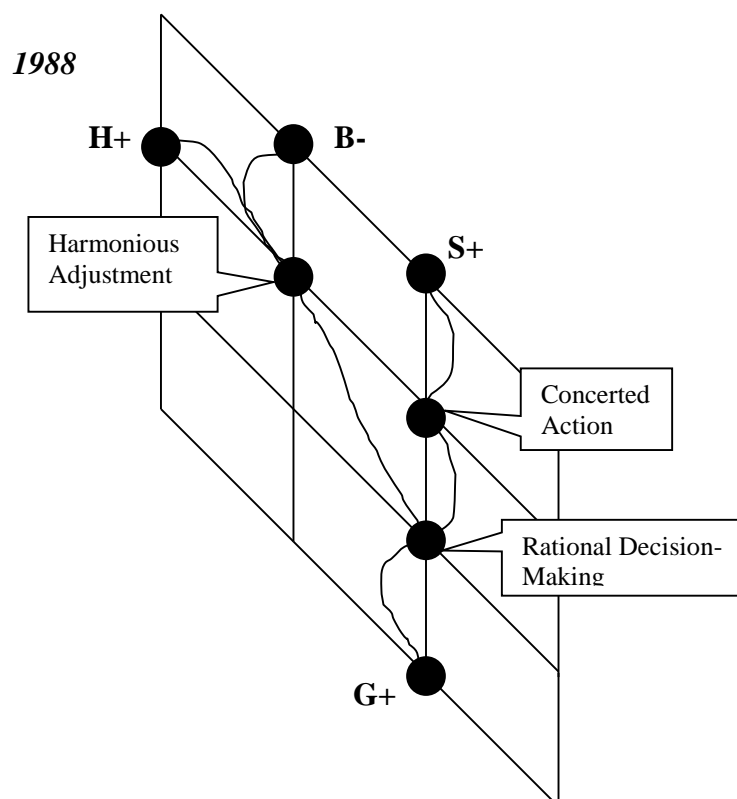 1988
H+
B-
Harmonious
Adjustment
S+
Concerted
Action
Rational Decision-
Making
G+